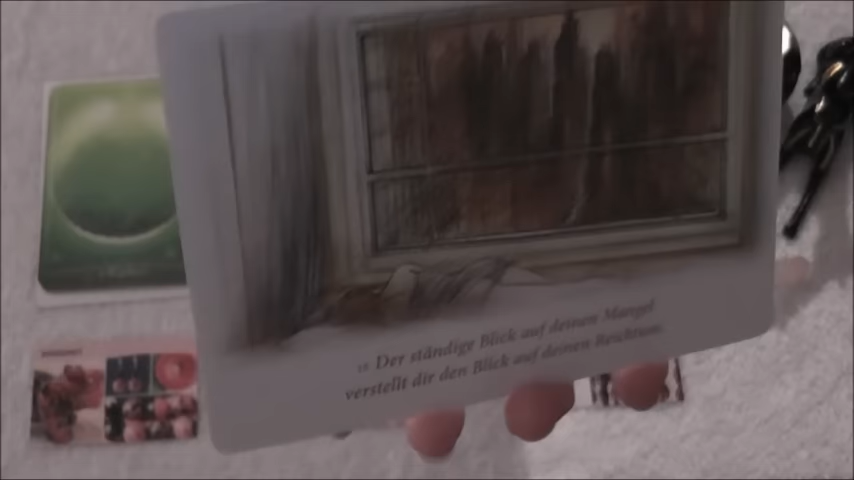 Der ständige Blick auf deinen Mangel
verstellt dir den Blick auf deinen Reichtum.